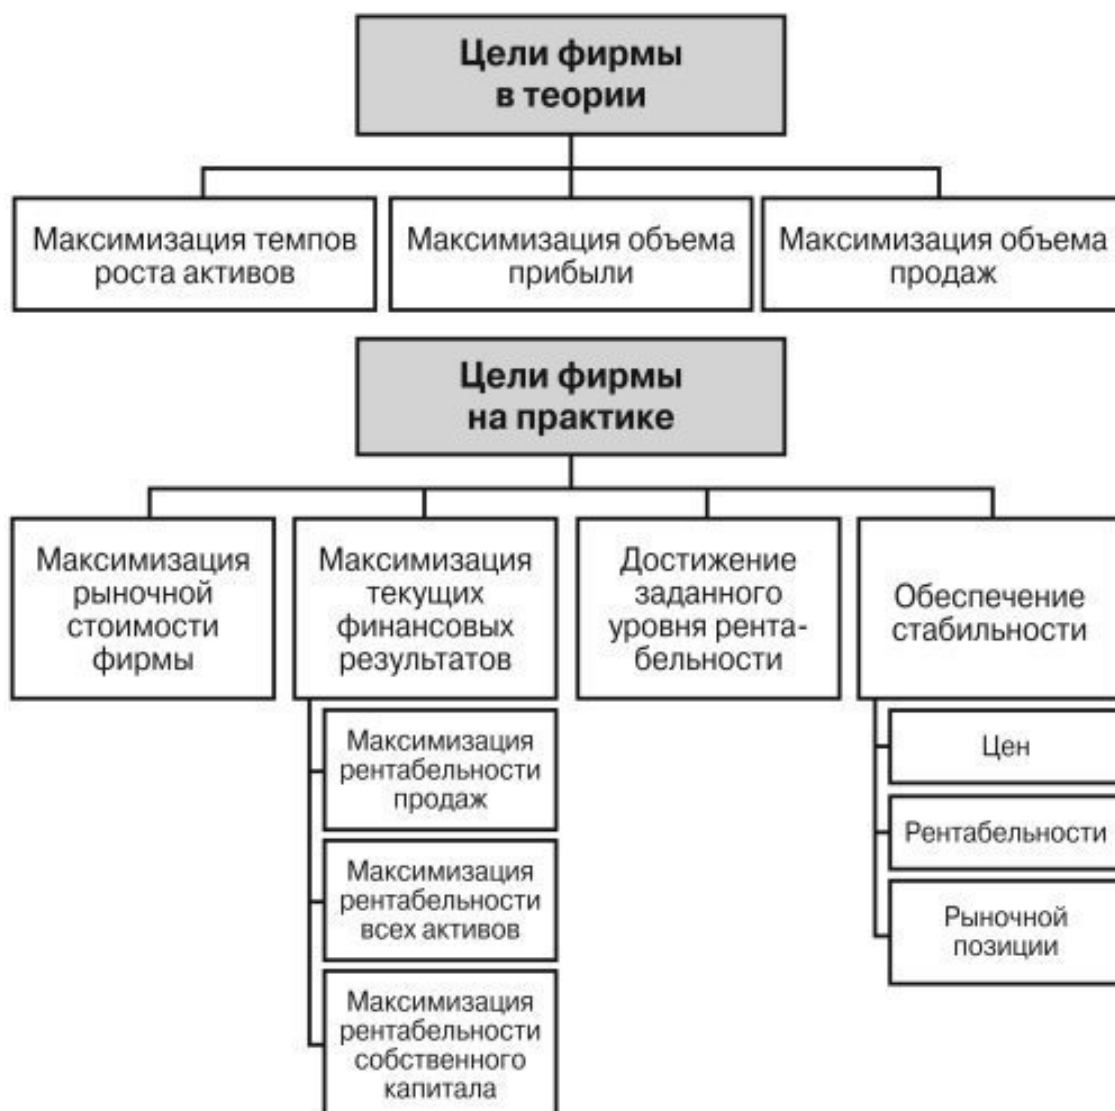 Цели фирмы
в теории
Максимизация темпов
роста активов
Максимизация объема
прибыли
Максимизация объема
продаж
Цели фирмы
на практике
Максимизация
рыночной
стоимости
фирмы
Максимизация
текущих
финансовых
результатов
Достижение
заданного
уровня рента-
бельности
Обеспечение
стабильности
Максимизация
рентабельности
продаж
Максимизация
рентабельности
всех активов
Максимизация
рентабельности
собственного
капитала
Цен
Рентабельности
Рыночной
позиции